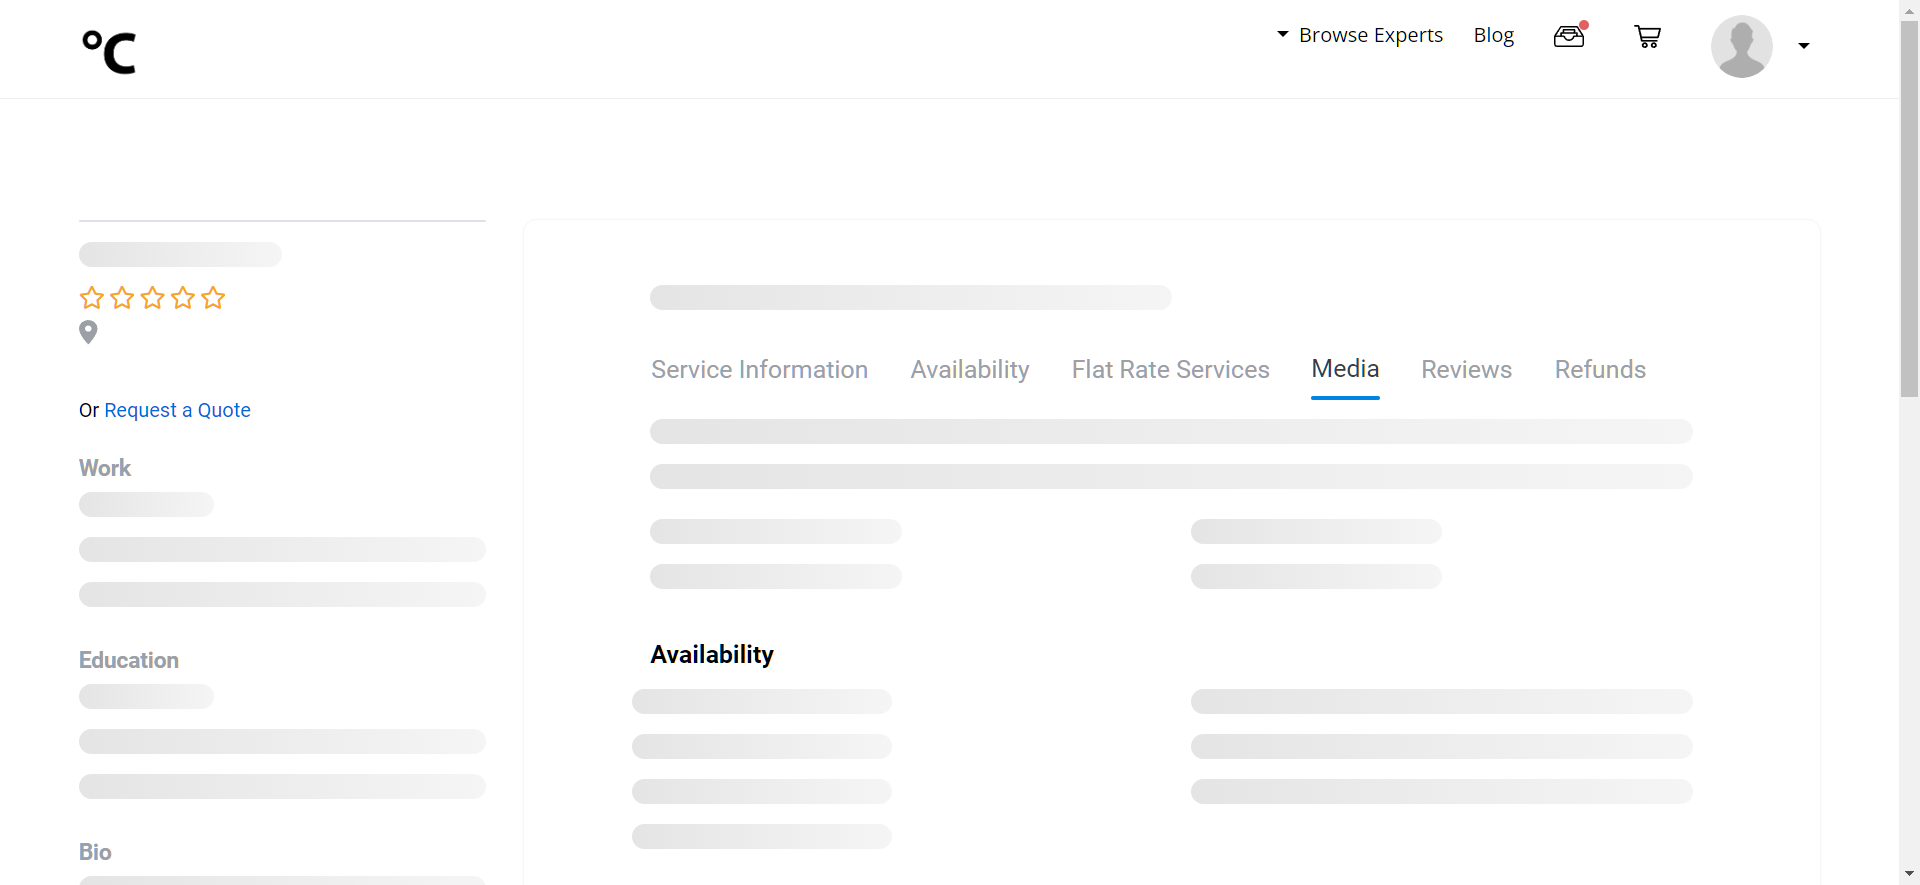 °C
Browse Experts Blog
Or Request a Quote
Work
Education
Bio
Service Information Availability Flat Rate Services Media Reviews Refunds
Availability